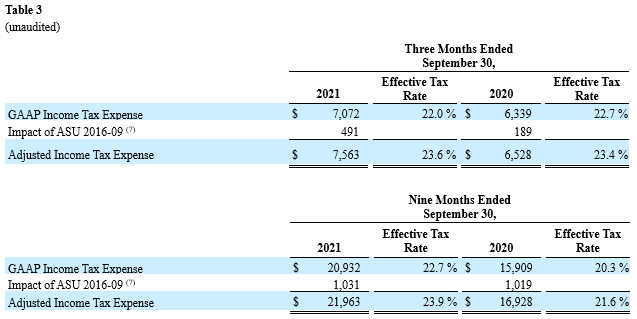 Table 3
(unaudited)
Three Months Ended
September 30,
2021 Effective Tax Rate 2020 Effective Tax Rate
GAAP Income Tax Expense $ 7,072 22.0 % $ 6,339 22.7 %
Impact of ASU 2016-09 (7) 491 189
Adjusted Income Tax Expense $ 7,563 23.6 % $ 6,528 23.4 %
Nine Months Ended
September 30,
2021 Effective Tax Rate 2020 Effective Tax Rate
GAAP Income Tax Expense $ 20,932 22.7 % $ 15,909 20.3 %
Impact of ASU 2016-09 (7) 1,031 1,019
Adjusted Income Tax Expense $ 21,963 23.9 % $ 16,928 21.6 %